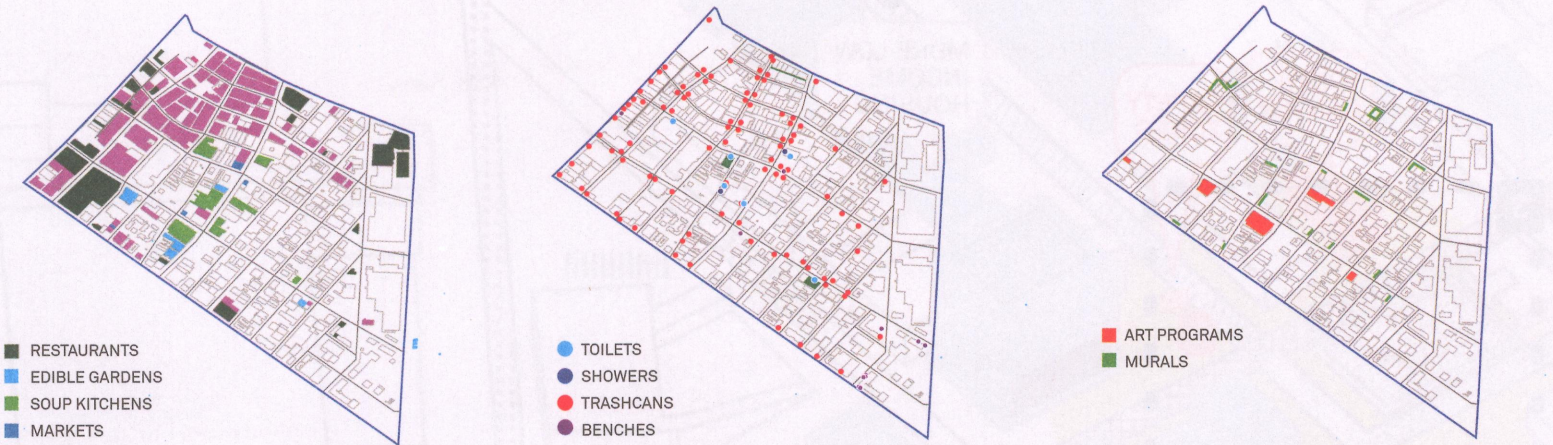 RESTAURANTS
EDIBLE GARDENS
SOUP KITCHENS
MARKETS
TOILETS
SHOWERS
TRASHCANS
BENCHES
ART PROGRAMS
MURALS